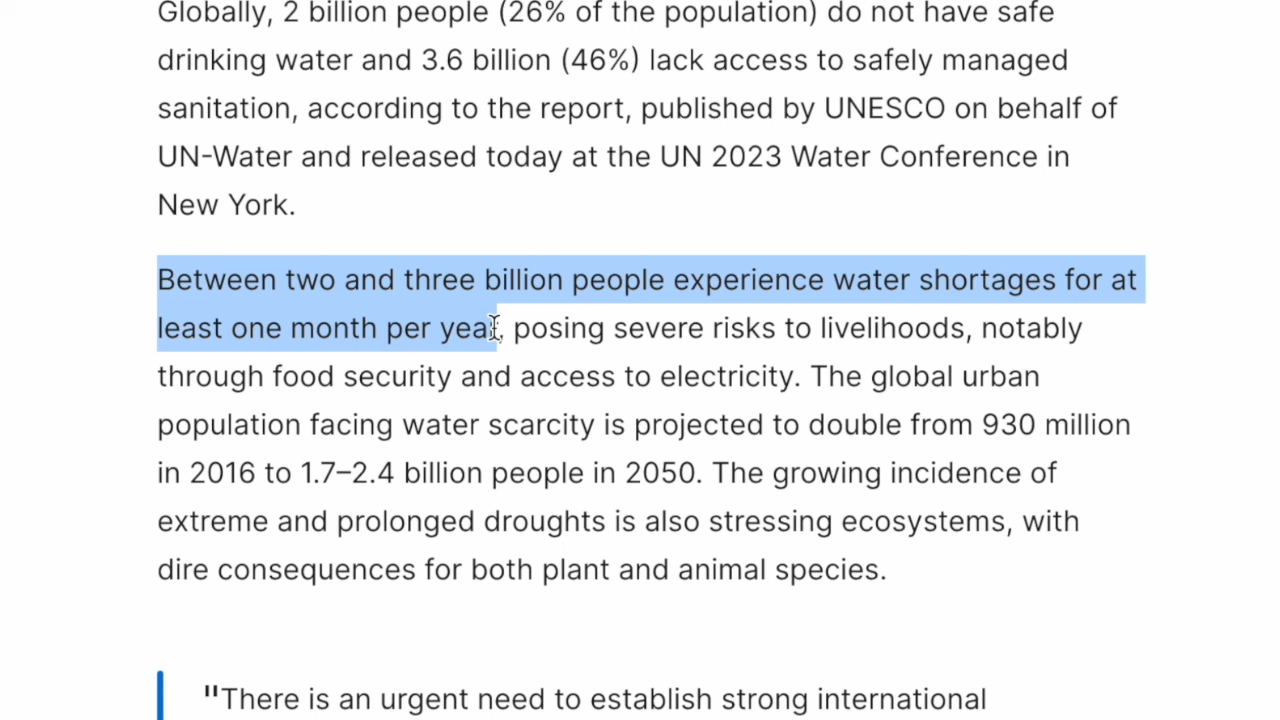 Globally, 2 billion people (26% of the population) do not have safe
drinking water and 3.6 billion (46%) lack access to safely managed
sanitation, according to the report, published by UNESCO on behalf of
UN-Water and released today at the UN 2023 Water Conference in
New York.
Between two and three billion people experience water shortages for at
least one month per year, posing severe risks to livelihoods, notably
through food security and access to electricity. The global urban
population facing water scarcity is projected to double from 930 million
in 2016 to 1.7–2.4 billion people in 2050. The growing incidence of
extreme and prolonged droughts is also stressing ecosystems, with
dire consequences for both plant and animal species.
"There is an urgent need to establish strong international